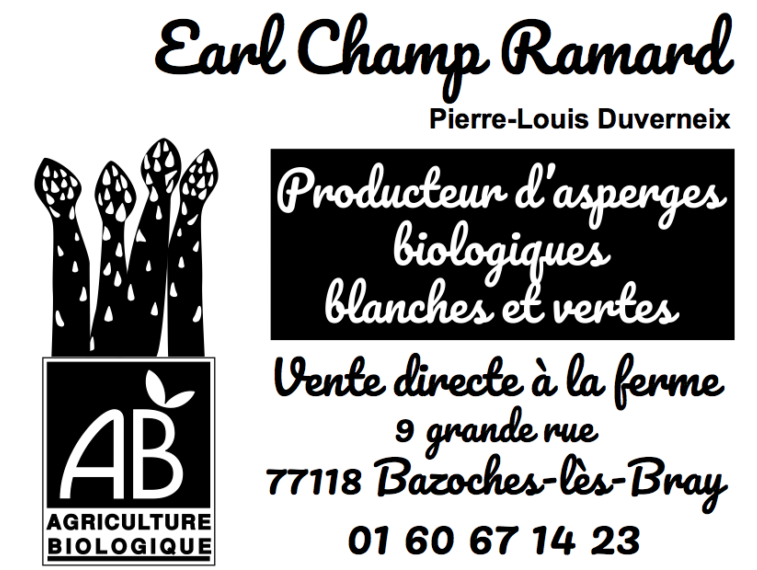 Earl Champ Ramard
Pierre-Louis Duverneix
Producteur d'asperges
biologiques
blanches et vertes
Vente directe à la ferme
9 grande rue
77118 Bazoches-lès-Bray
01 60 67 14 23
AB
AGRICULTURE
BIOLOGIQUE